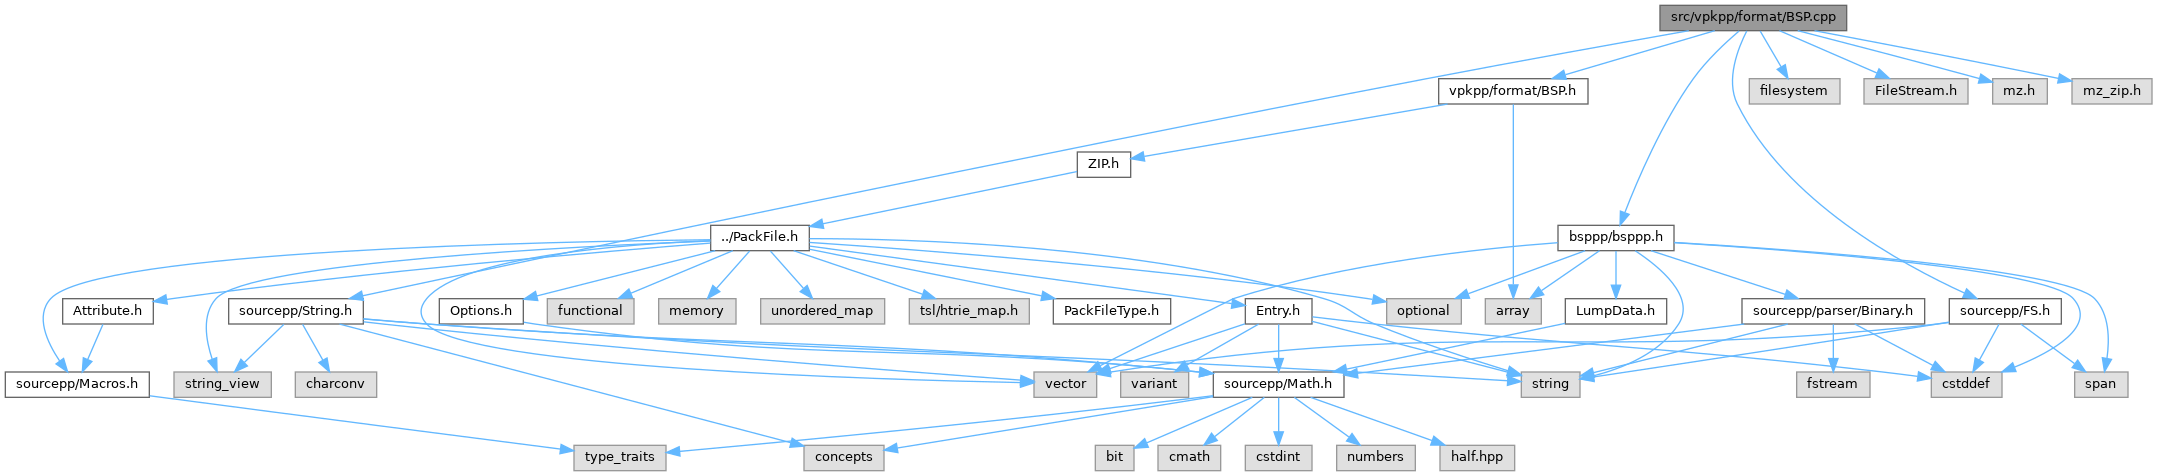 src/vpkpp/format/BSP.cpp
vpkpp/format/BSP.h
filesystem
FileStream.h
mz.h
mz_zip.h
ZIP.h
../PackFile.h
bsppp/bsppp.h
Attribute.h
sourcepp/String.h
Options.h
functional
memory
unordered_map
tsl/htrie_map.h
PackFileType.h
Entry.h
optional
array
LumpData.h
sourcepp/parser/Binary.h
sourcepp/FS.h
sourcepp/Macros.h
string_view
charconv
vector
variant
sourcepp/Math.h
string
fstream
cstddef
span
type_traits
concepts
bit
cmath
cstdint
numbers
half.hpp